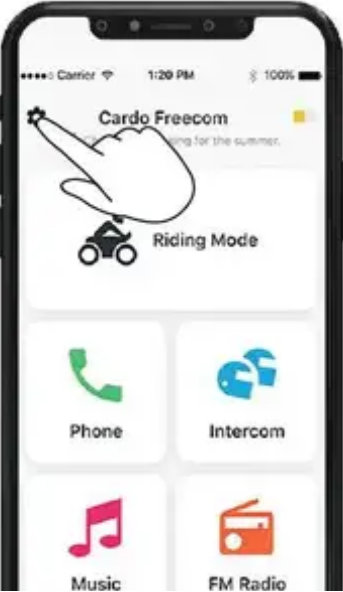 Carrier 1:20 PM 100%
Cardo Freecom
ing for the summer.
Riding Mode
Phone Intercom
Music FM Radio